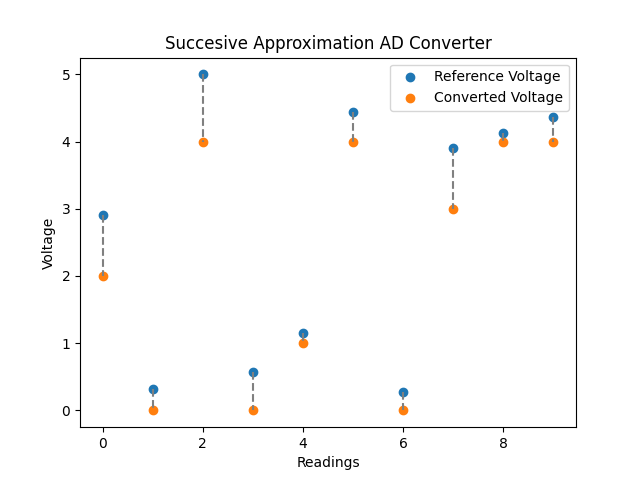 Succesive Approximation AD Converter
Reference Voltage
Converted Voltage
5
4
3
2
1
0
Voltage
0
2
4
6
8
Readings